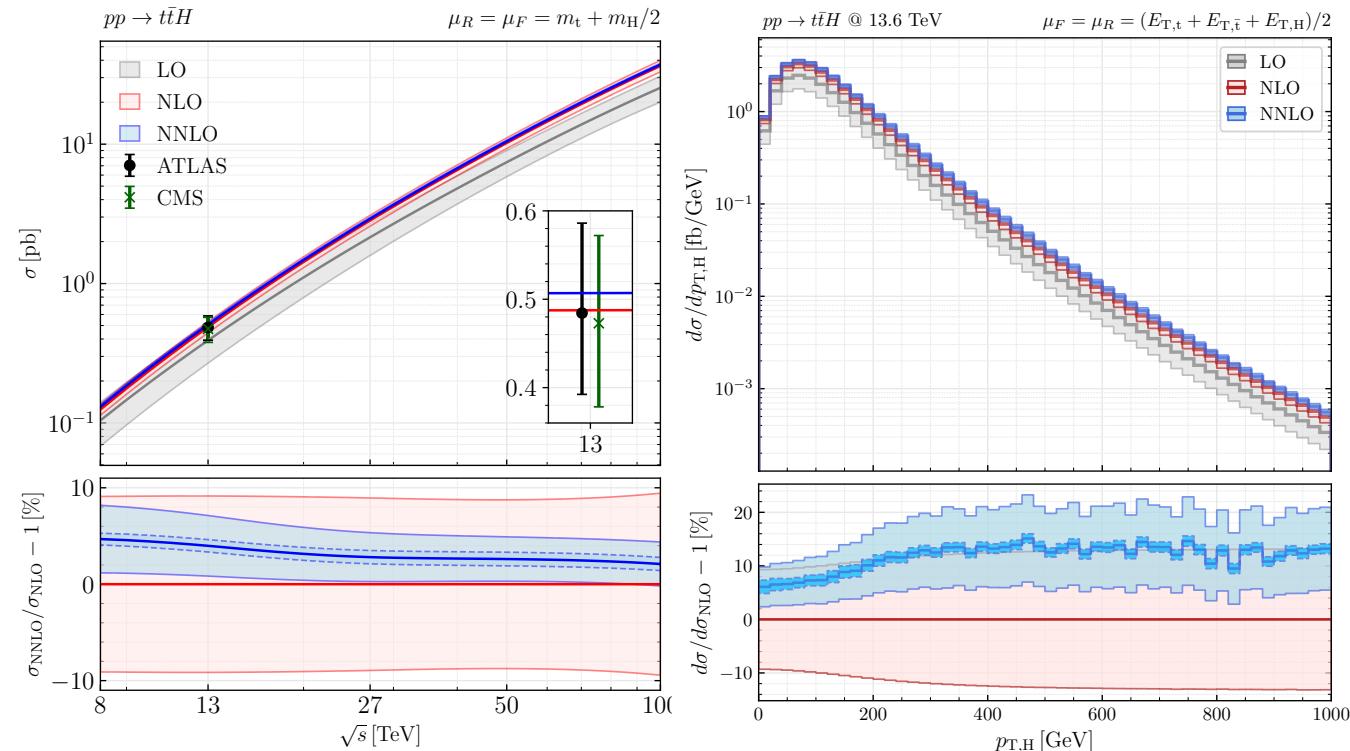 pp → tt̄H
μ_R = μ_F = m_t + m_H/2
LO
NLO
NNLO
ATLAS
CMS
σ [pb]
10^1
10^0
10^−1
0.6
0.5
0.4
13
σ_NNLO/σ_NLO − 1 [%]
10
0
−10
8
13
27
50
100
√s [TeV]
pp → tt̄H @ 13.6 TeV
μ_F = μ_R = (E_T,t + E_T,t̄ + E_T,H)/2
LO
NLO
NNLO
dσ/dp_T,H [fb/GeV]
10^0
10^−1
10^−2
10^−3
dσ/dσ_NLO − 1 [%]
20
10
0
−10
0
200
400
600
800
1000
p_T,H [GeV]